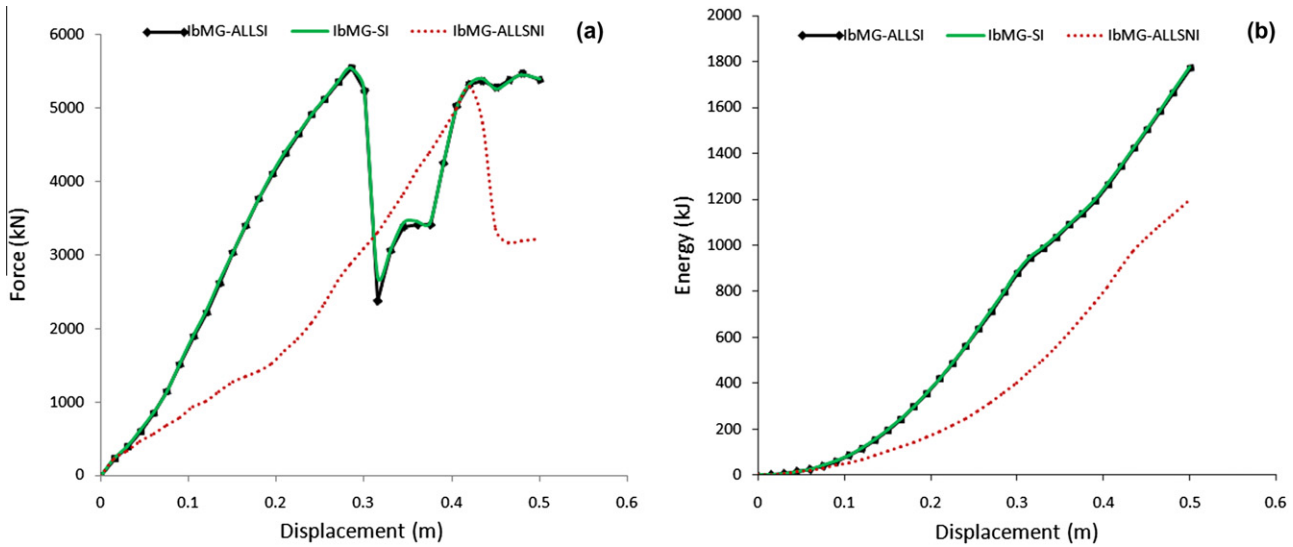 IbMG-ALLSI IbMG-SI IbMG-ALLSNI (a)
6000
5000
4000
3000
2000
1000
0
Force (kN)
0 0.1 0.2 0.3 0.4 0.5 0.6
Displacement (m)
IbMG-ALLSI IbMG-SI IbMG-ALLSNI (b)
2000
1800
1600
1400
1200
1000
800
600
400
200
0
Energy (kJ)
0 0.1 0.2 0.3 0.4 0.5 0.6
Displacement (m)